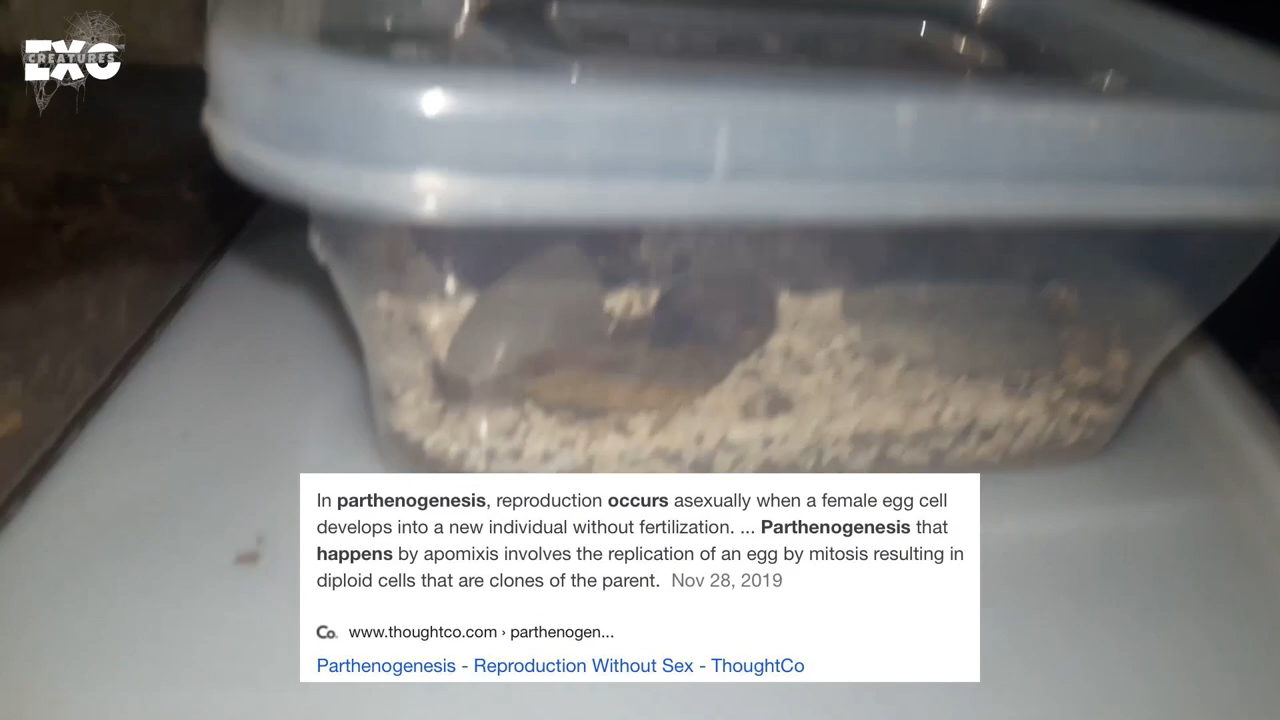 EXO
CREATURES
In parthenogenesis, reproduction occurs asexually when a female egg cell
develops into a new individual without fertilization. ... Parthenogenesis that
happens by apomixis involves the replication of an egg by mitosis resulting in
diploid cells that are clones of the parent. Nov 28, 2019
Co. www.thoughtco.com › parthenogen...
Parthenogenesis - Reproduction Without Sex - ThoughtCo